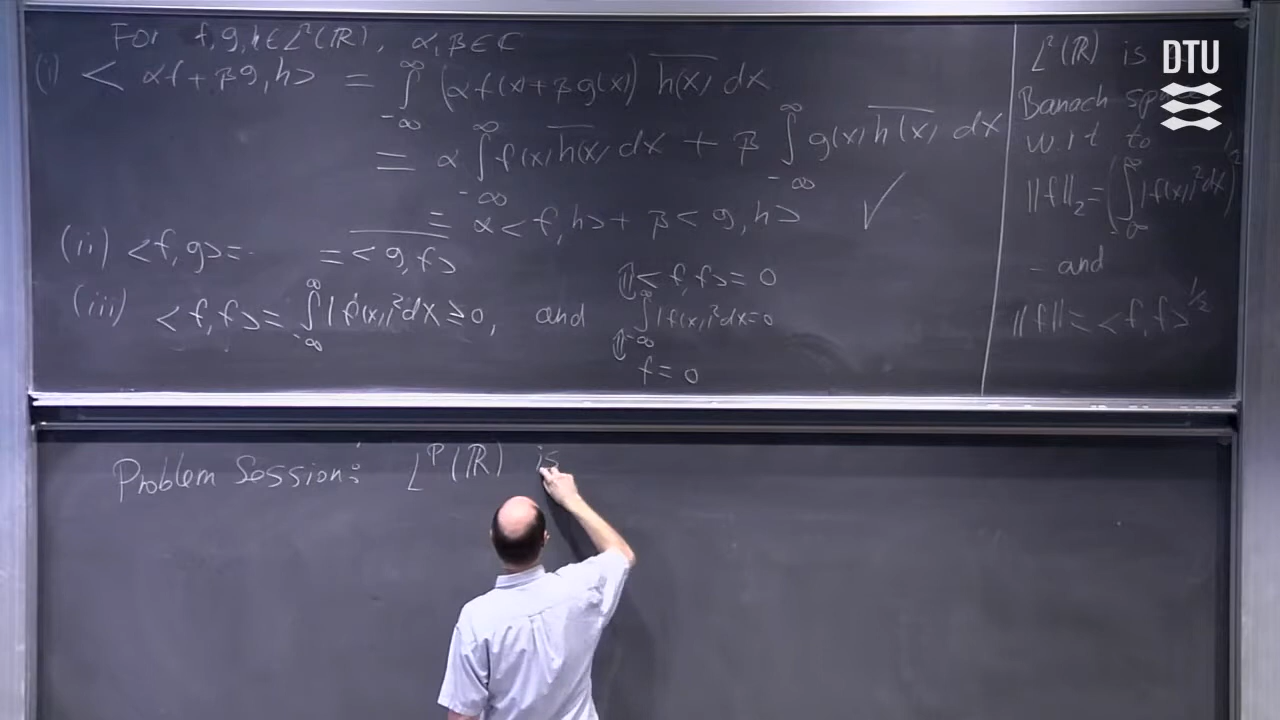 For f, g, h ∈ L²(ℝ), α, β ∈ ℂ
(i) < αf + βg, h > = ∫_{-∞}^{∞} (αf(x) + βg(x)) \overline{h(x)} dx
= α ∫_{-∞}^{∞} f(x) \overline{h(x)} dx + β ∫_{-∞}^{∞} g(x) \overline{h(x)} dx
= α < f, h > + β < g, h > ✓
(ii) < f, g > = · = \overline{< g, f >}
(iii) < f, f > = ∫_{-∞}^{∞} |f(x)|² dx ≥ 0, and
⇕ < f, f > = 0
∫_{-∞}^{∞} |f(x)|² dx = 0
⇕
f = 0
L²(ℝ) is
Banach space
w.r.t to
||f||₂ = (∫_{-∞}^{∞} |f(x)|² dx)^{1/2}
- and
||f|| = < f, f >^{1/2}
DTU
Problem Session: L^P(ℝ) is